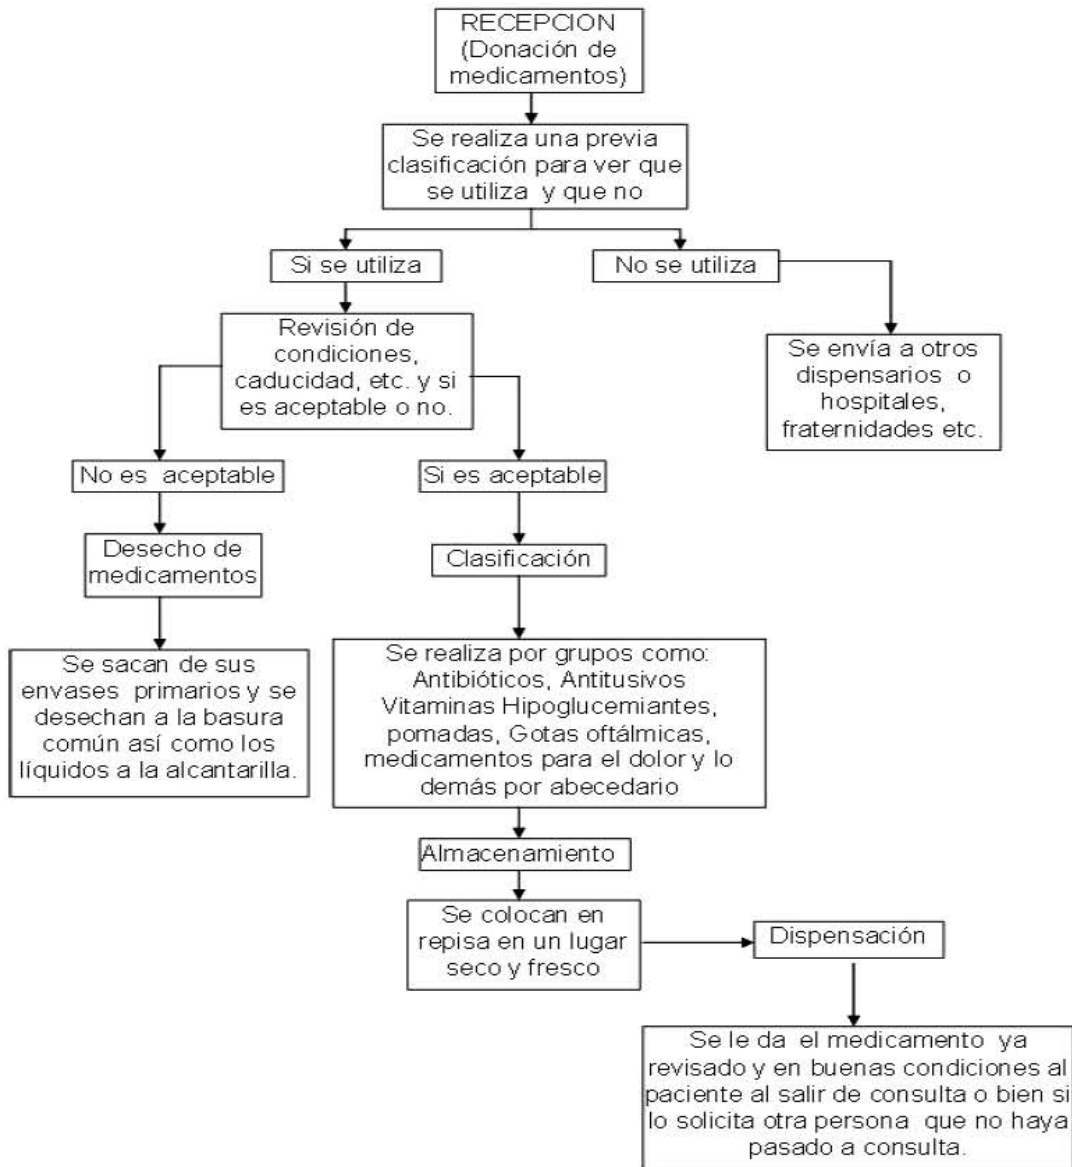 RECEPCION
(Donación de
medicamentos)
Se realiza una previa
clasificación para ver que
se utiliza y que no
Si se utiliza
No se utiliza
Revisión de
condiciones,
caducidad, etc. y si
es aceptable o no.
Se envía a otros
dispensarios o
hospitales,
fraternidades etc.
No es aceptable
Si es aceptable
Desecho de
medicamentos
Clasificación
Se sacan de sus
envases primarios y se
desechan a la basura
común así como los
líquidos a la alcantarilla.
Se realiza por grupos como:
Antibióticos, Antitusivos
Vitaminas Hipoglucemiantes,
pomadas, Gotas oftálmicas,
medicamentos para el dolor y lo
demás por abecedario
Almacenamiento
Se colocan en
repisa en un lugar
seco y fresco
Dispensación
Se le da el medicamento ya
revisado y en buenas condiciones al
paciente al salir de consulta o bien si
lo solicita otra persona que no haya
pasado a consulta.